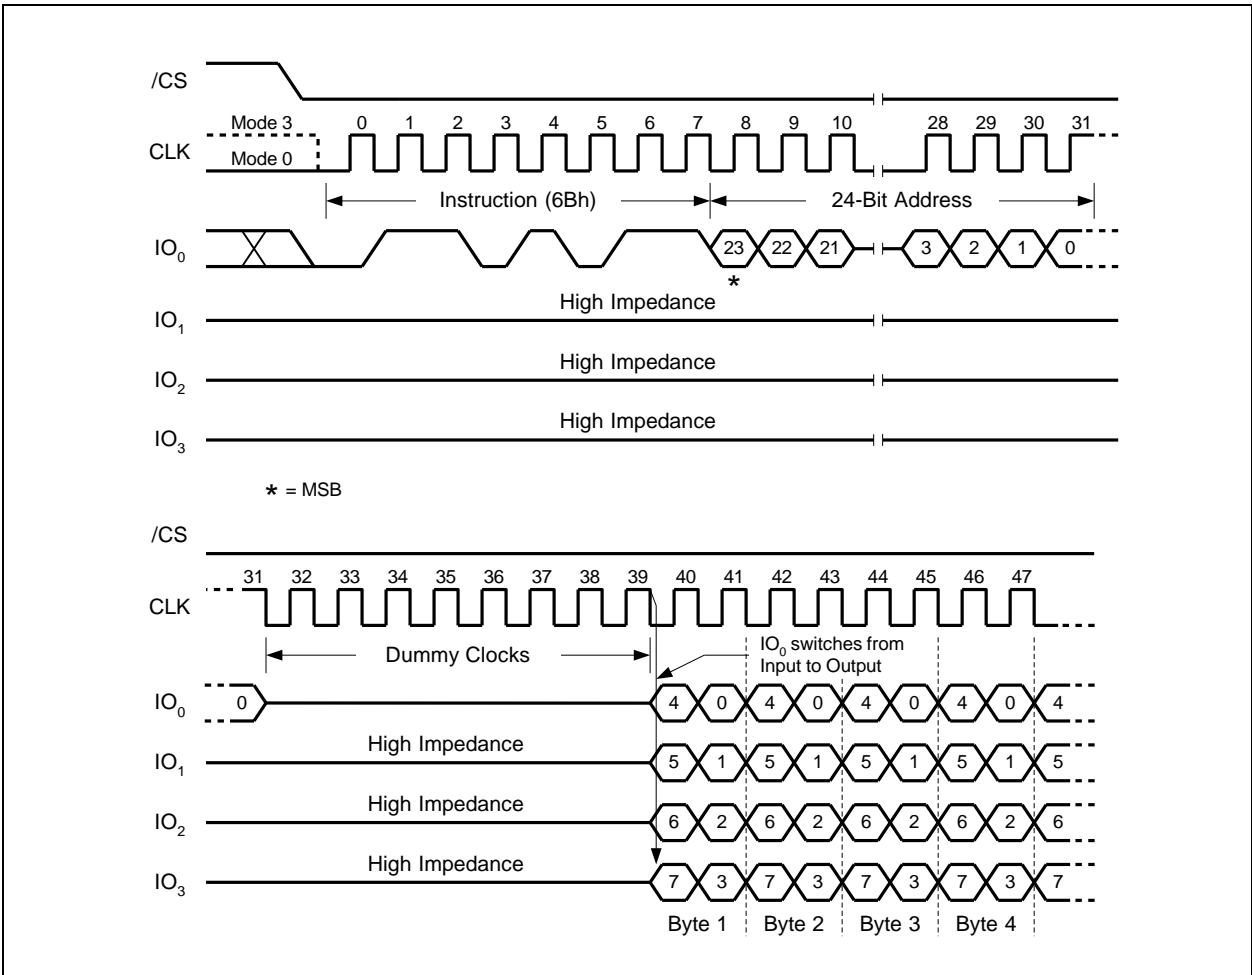 /CS
Mode 3 0 1 2 3 4 5 6 7 8 9 10 28 29 30 31
CLK
Mode 0
Instruction (6Bh) 24-Bit Address
IO0 23 22 21 3 2 1 0
*
High Impedance
IO1
High Impedance
IO2
High Impedance
IO3
* = MSB
/CS
31 32 33 34 35 36 37 38 39 40 41 42 43 44 45 46 47
CLK
Dummy Clocks
IO0 switches from
Input to Output
IO0 0 4 0 4 0 4 0 4 0 4
High Impedance
IO1 5 1 5 1 5 1 5 1 5
High Impedance
IO2 6 2 6 2 6 2 6 2 6
High Impedance
IO3 7 3 7 3 7 3 7 3 7
Byte 1 Byte 2 Byte 3 Byte 4